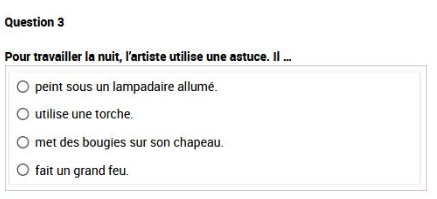 Question 3
Pour travailler la nuit, l'artiste utilise une astuce. Il ...
peint sous un lampadaire allumé.
utilise une torche.
met des bougies sur son chapeau.
fait un grand feu.